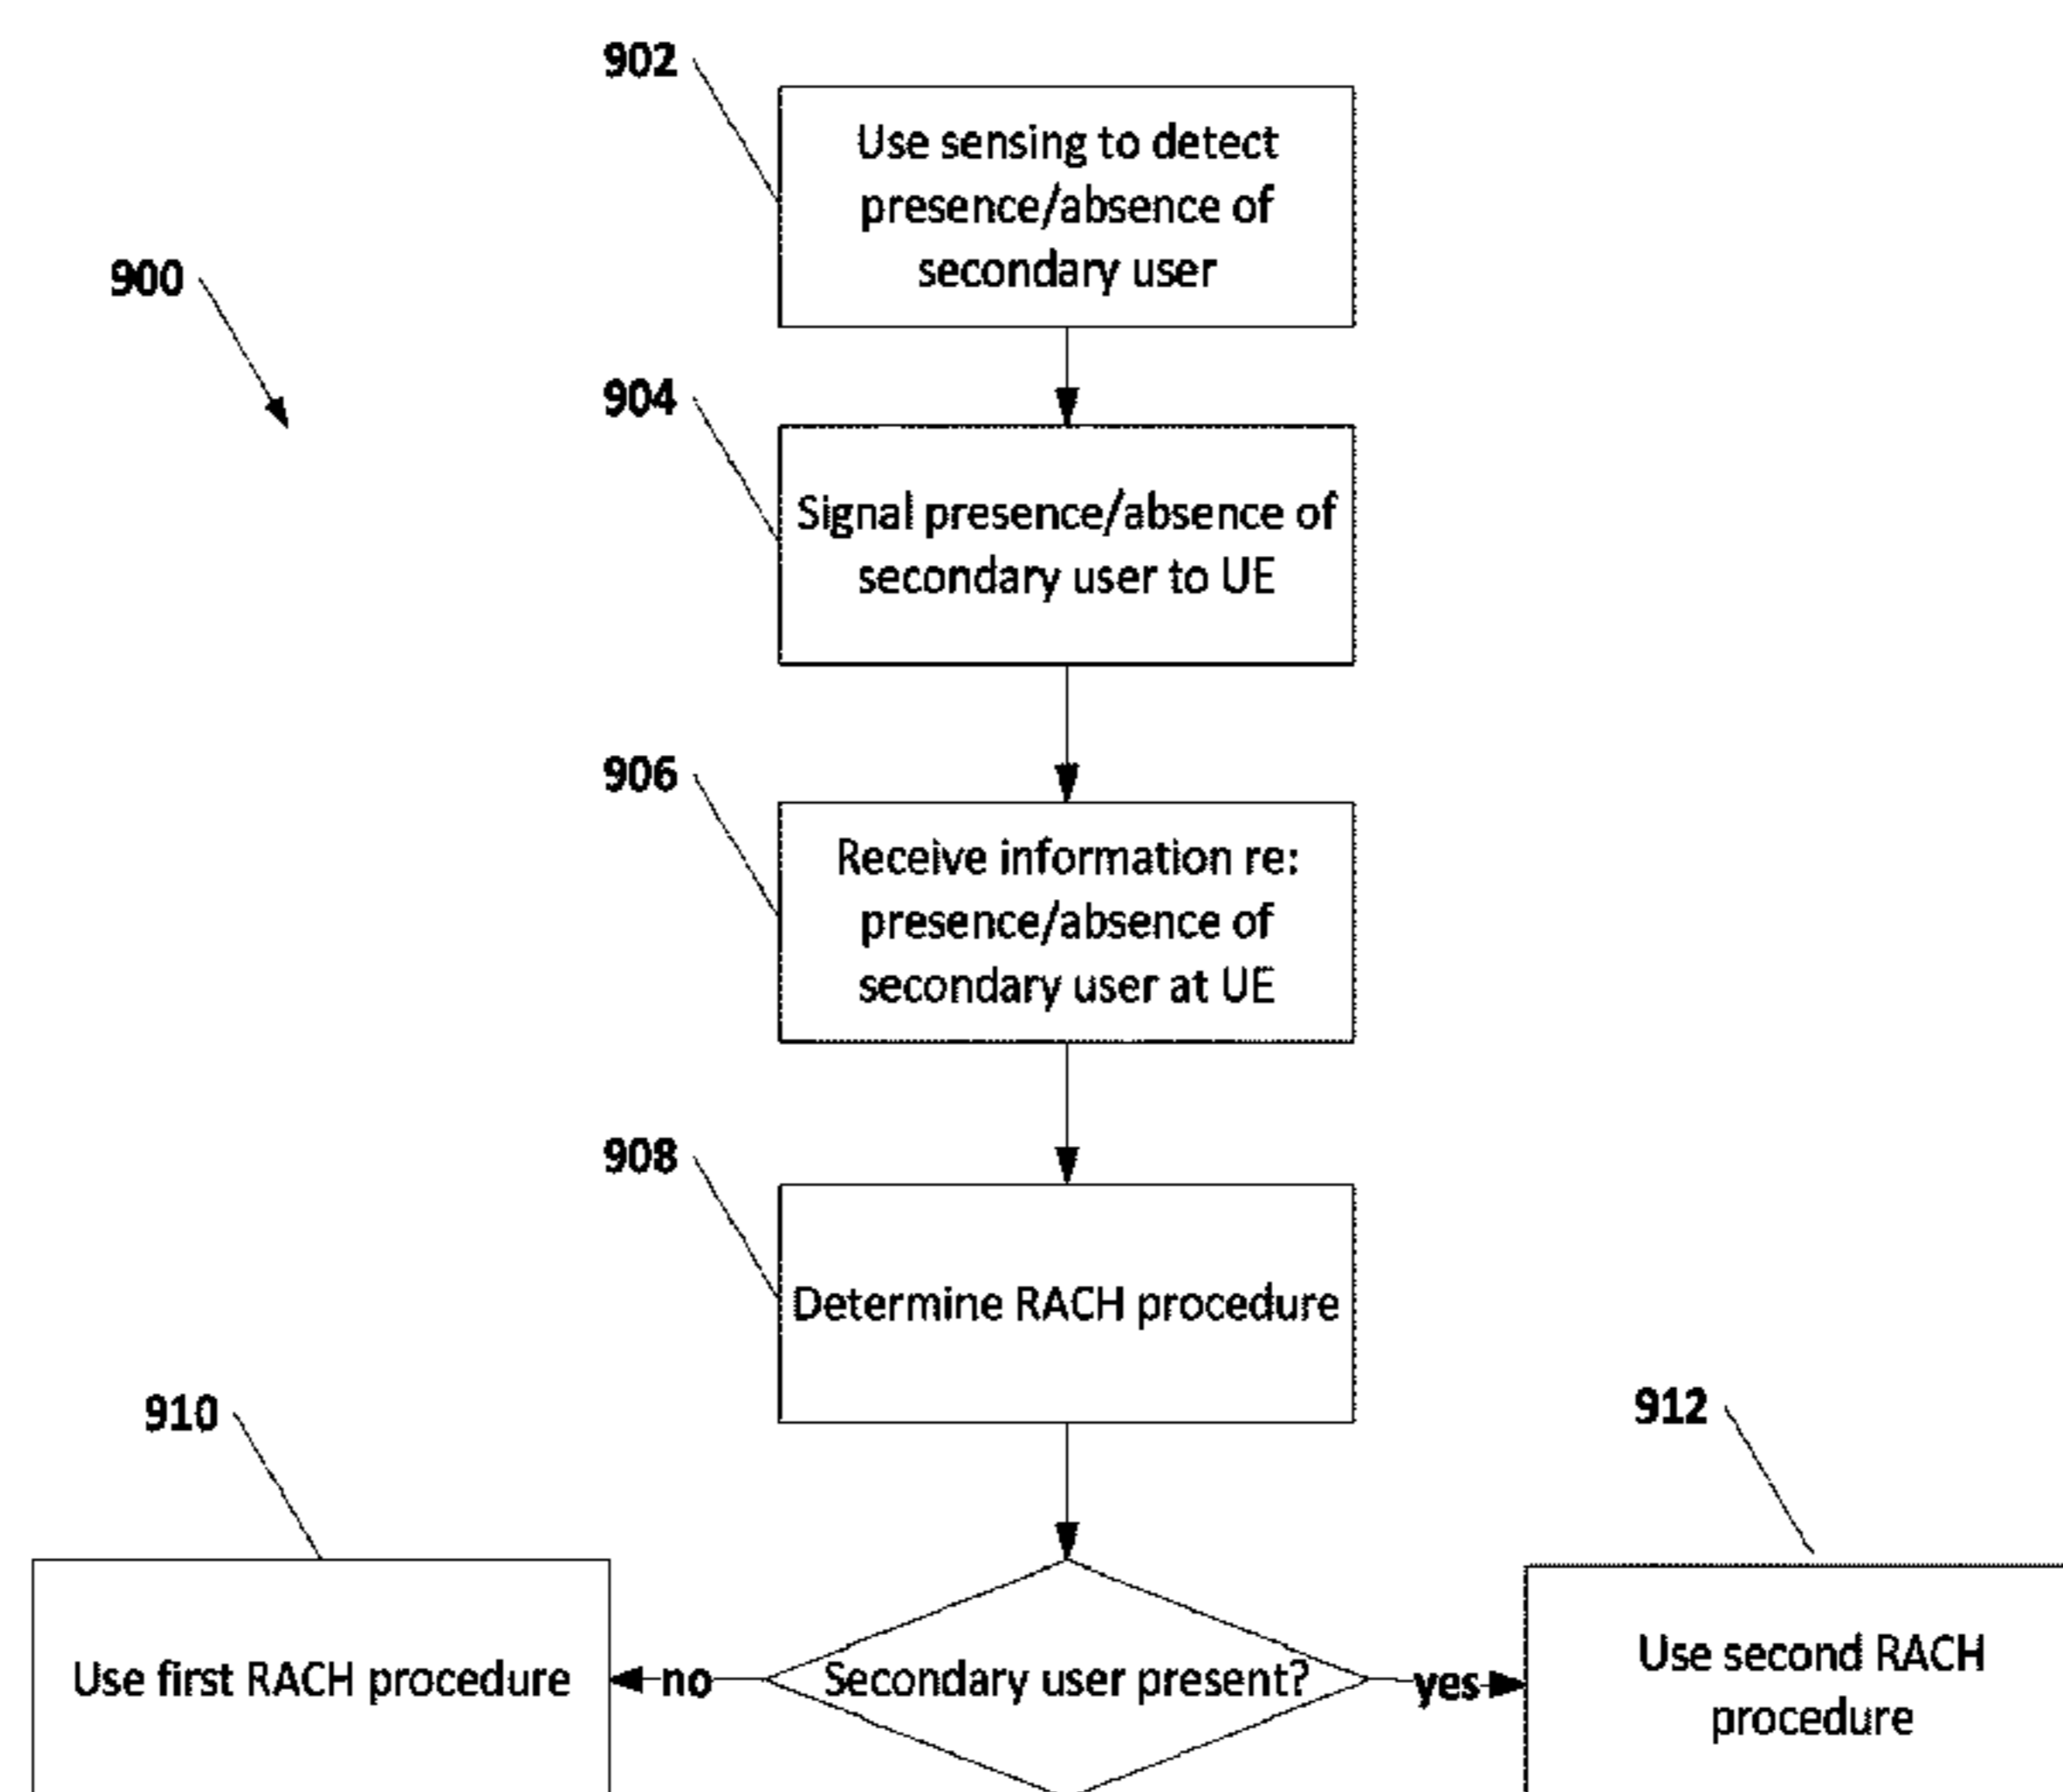 902
Use sensing to detect
presence/absence of
secondary user
900
904
Signal presence/absence of
secondary user to UE
906
Receive information re:
presence/absence of
secondary user at UE
908
Determine RACH procedure
910
912
Use first RACH procedure
no
Secondary user present?
yes
Use second RACH
procedure